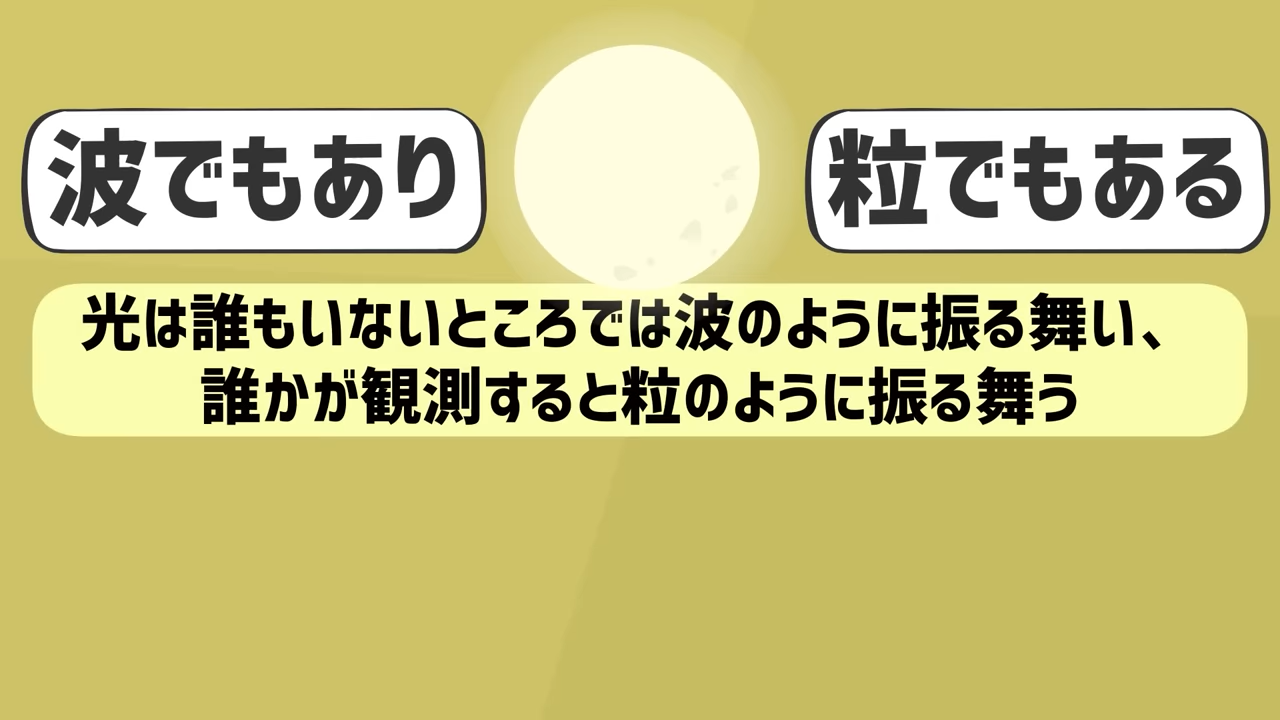 波でもあり
粒でもある
光は誰もいないところでは波のように振る舞い、
誰かが観測すると粒のように振る舞う